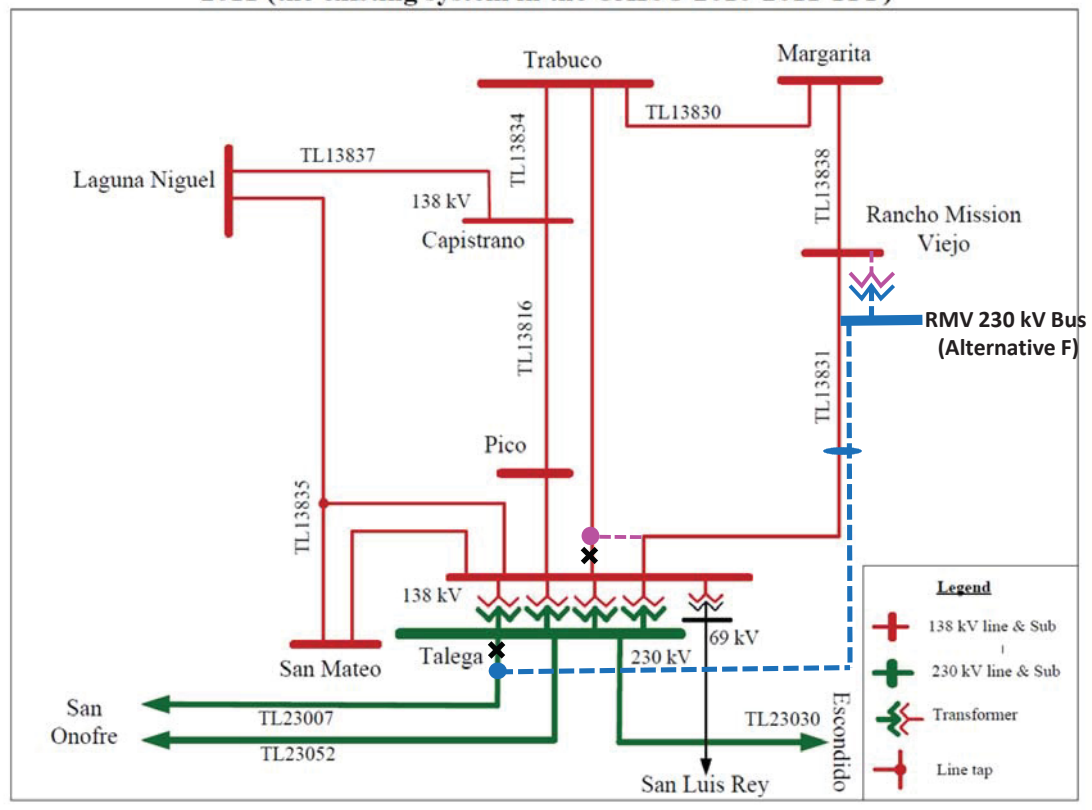 Trabuco
Margarita
TL13830
TL13834
TL13837
Laguna Niguel
TL13838
138 kV
Capistrano
Rancho Mission
Viejo
RMV 230 kV Bus
(Alternative F)
TL13816
TL13831
Pico
TL13835
138 kV
69 kV
Talega
230 kV
San Mateo
San
Onofre
TL23007
TL23052
TL23030
Escondido
San Luis Rey
Legend
138 kV line & Sub
230 kV line & Sub
Transformer
Line tap